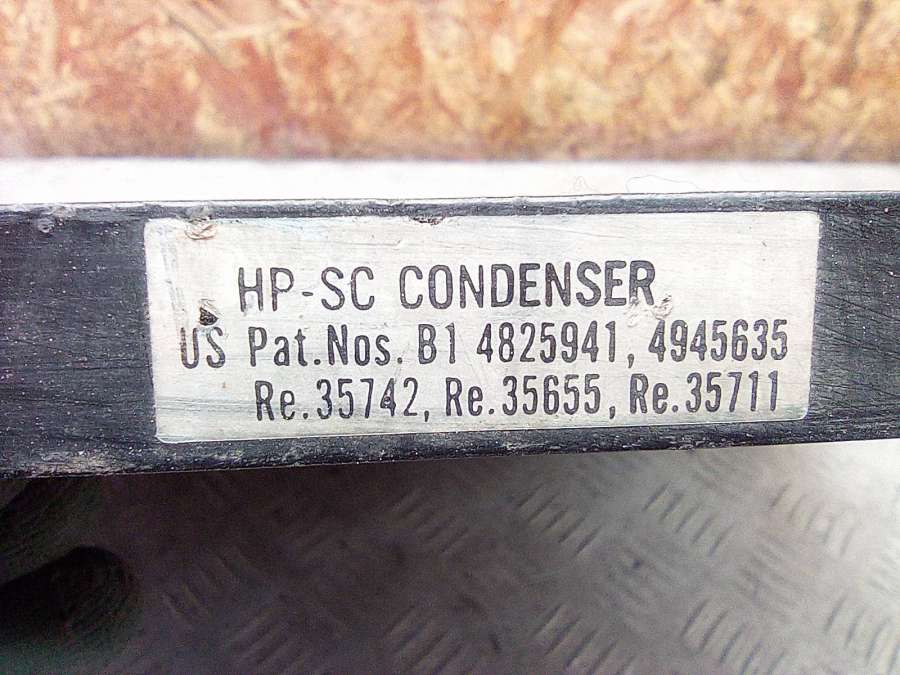 HP-SC CONDENSER
US Pat.Nos. B1 4825941, 4945635
Re.35742, Re.35655, Re.35711